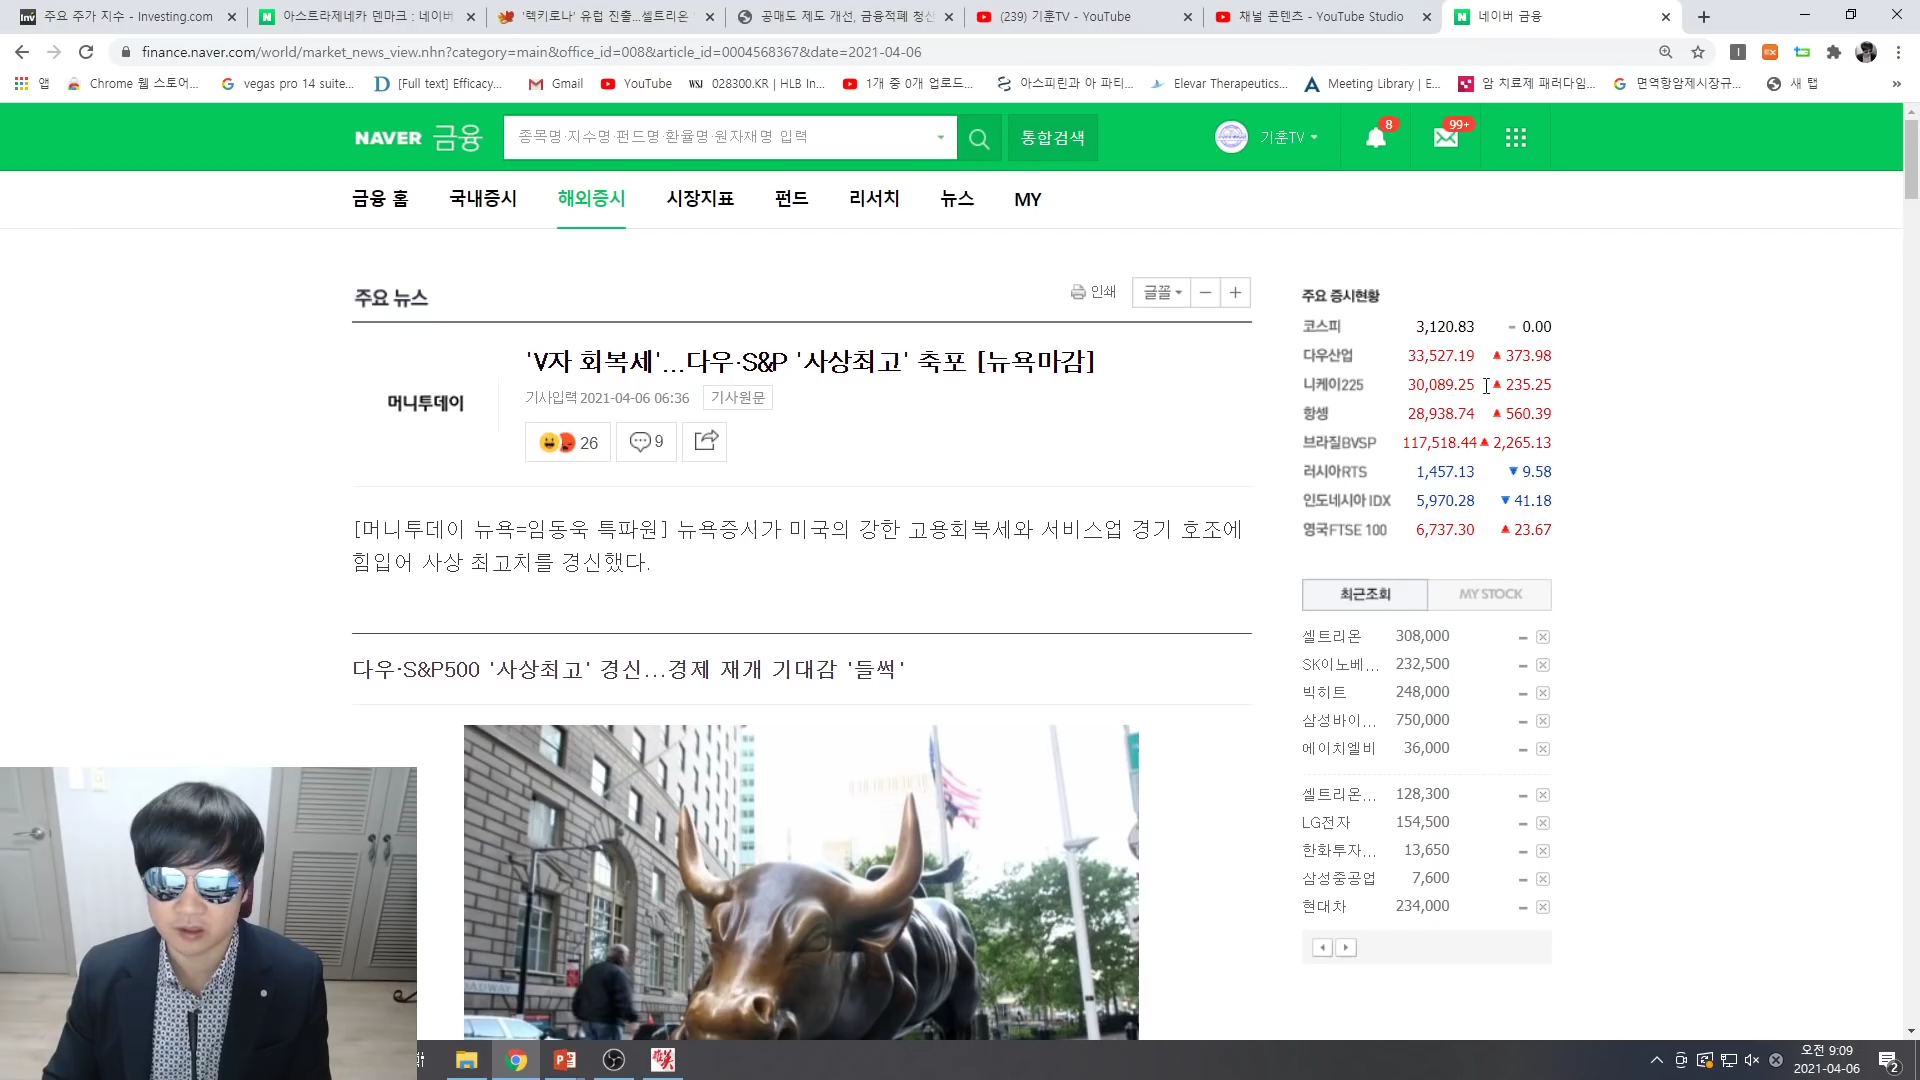 주요 주가 지수 - Investing.com
아스트라제네카 덴마크 : 네이버
'렉키로나' 유럽 진출...셀트리온
공매도 제도 개선, 금융적폐 청산
(239) 기훈TV - YouTube
채널 콘텐츠 - YouTube Studio
네이버 금융
finance.naver.com/world/market_news_view.nhn?category=main&office_id=008&article_id=0004568367&date=2021-04-06
앱
Chrome 웹 스토어...
vegas pro 14 suite...
[Full text] Efficacy...
Gmail
YouTube
WSJ 028300.KR | HLB In...
1개 중 0개 업로드...
아스피린과 아 파티...
Elevar Therapeutics...
Meeting Library | E...
암 치료제 패러다임...
면역항암제시장규...
새 탭
NAVER 금융
종목명·지수명·펀드명·환율명·원자재명 입력
통합검색
기훈TV
8
99+
금융 홈 국내증시 해외증시 시장지표 펀드 리서치 뉴스 MY
주요 뉴스
인쇄
글꼴
머니투데이
'V자 회복세'...다우·S&P '사상최고' 축포 [뉴욕마감]
기사입력 2021-04-06 06:36 기사원문
26
9
[머니투데이 뉴욕=임동욱 특파원] 뉴욕증시가 미국의 강한 고용회복세와 서비스업 경기 호조에
힘입어 사상 최고치를 경신했다.
다우·S&P500 '사상최고' 경신...경제 재개 기대감 '들썩'
주요 증시현황
코스피 3,120.83 - 0.00
다우산업 33,527.19 ▲ 373.98
니케이225 30,089.25 ▲ 235.25
항셍 28,938.74 ▲ 560.39
브라질BVSP 117,518.44 ▲ 2,265.13
러시아RTS 1,457.13 ▼ 9.58
인도네시아 IDX 5,970.28 ▼ 41.18
영국FTSE 100 6,737.30 ▲ 23.67
최근조회 MY STOCK
셀트리온 308,000
SK이노베... 232,500
빅히트 248,000
삼성바이... 750,000
에이치엘비 36,000
셀트리온... 128,300
LG전자 154,500
한화투자... 13,650
삼성중공업 7,600
현대차 234,000
오전 9:09
2021-04-06
2